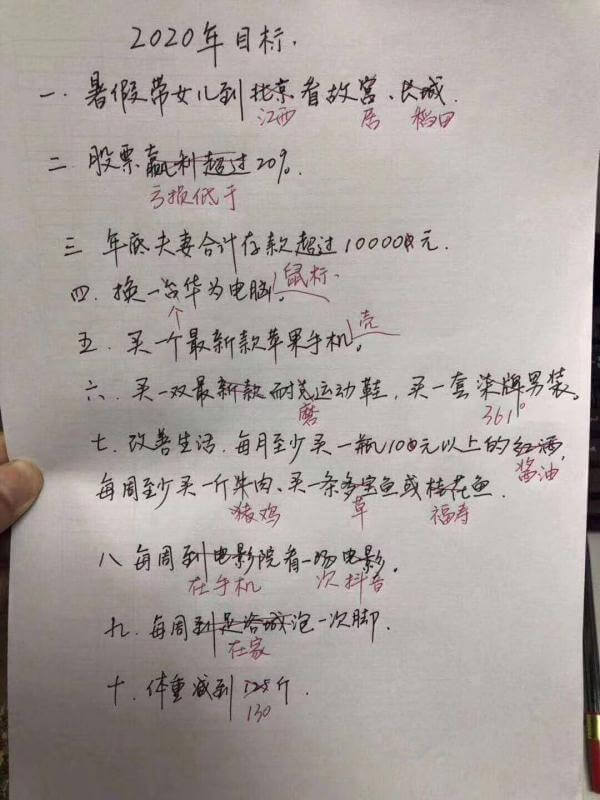 2020年目标.
一.暑假带女儿到北京看故宫、长城.
江西 居 稻田
二.股票赢利超过20%.
亏损低于
三.年底夫妻合计存款超过100000元.
四.换一台华为电脑。鼠标.
五.买一个最新款苹果手机。壳
六.买一双最新款耐克运动鞋,买一套柒牌男装。
磨 361°
七.改善生活.每月至少买一瓶100元以上的红酒,
酱油
每周至少买一斤牛肉、买一条多宝鱼或桂花鱼.
猪鸡 草 福寿
八.每周到电影院看一场电影.
在手机 次抖音
九.每周到足浴城泡一次脚.
在家
十.体重减到125斤.
130